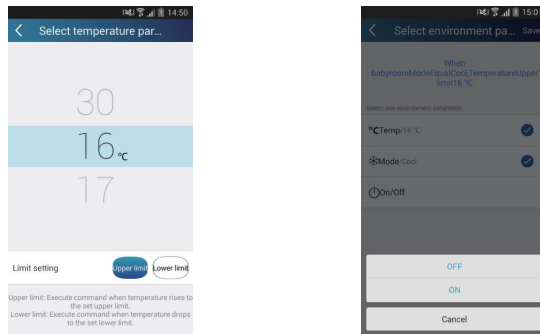 14:50
Select temperature par...
30
16 °C
17
Limit setting
Upper limit
Lower limit
Upper limit: Execute command when temperature rises to
the set upper limit.
Lower limit: Execute command when temperature drops
to the set lower limit.
15:07
Select environment pa...
Save
When
babyroomModeEqualCool,TemperatureUpper
limit16 °C
Select one environment parameter
°CTemp/16 °C
Mode/Cool
On/Off
OFF
ON
Cancel